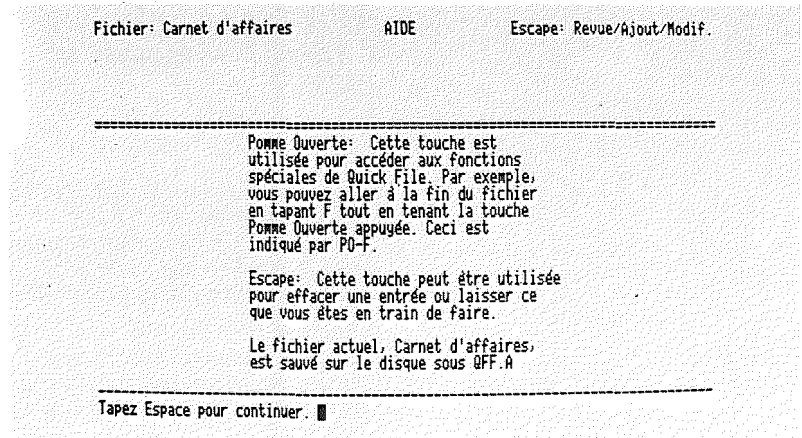 Fichier: Carnet d'affaires AIDE Escape: Revue/Ajout/Modif.
Pomme Ouverte: Cette touche est
utilisée pour accéder aux fonctions
spéciales de Quick File. Par exemple,
vous pouvez aller à la fin du fichier
en tapant F tout en tenant la touche
Pomme Ouverte appuyée. Ceci est
indiqué par PO-F.
Escape: Cette touche peut étre utilisée
pour effacer une entrée ou laisser ce
que vous étes en train de faire.
Le fichier actuel, Carnet d'affaires,
est sauvé sur le disque sous QFF.A
Tapez Espace pour continuer.